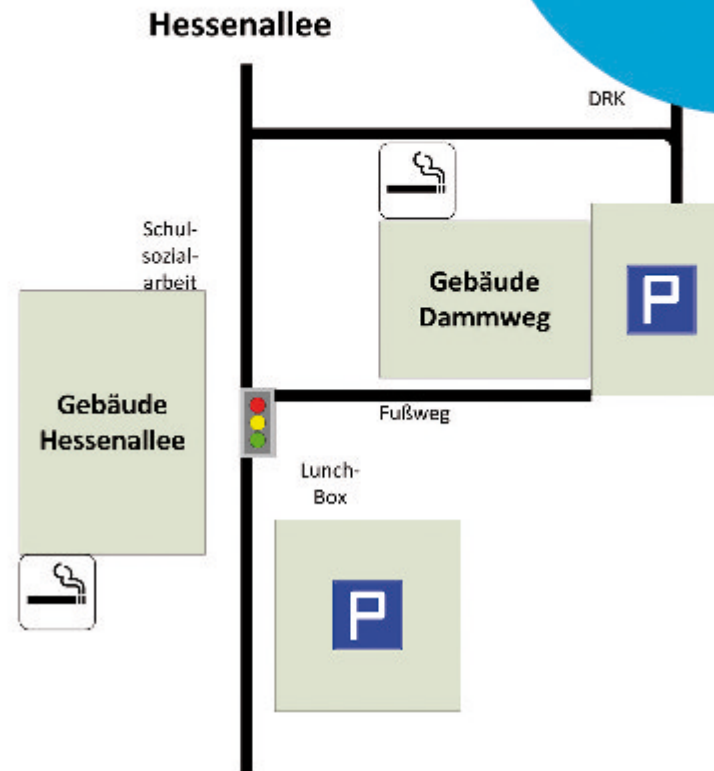 Hessenallee
DRK
Schul-
sozial-
arbeit
Gebäude
Dammweg
P
Gebäude
Hessenallee
Fußweg
Lunch-
Box
P